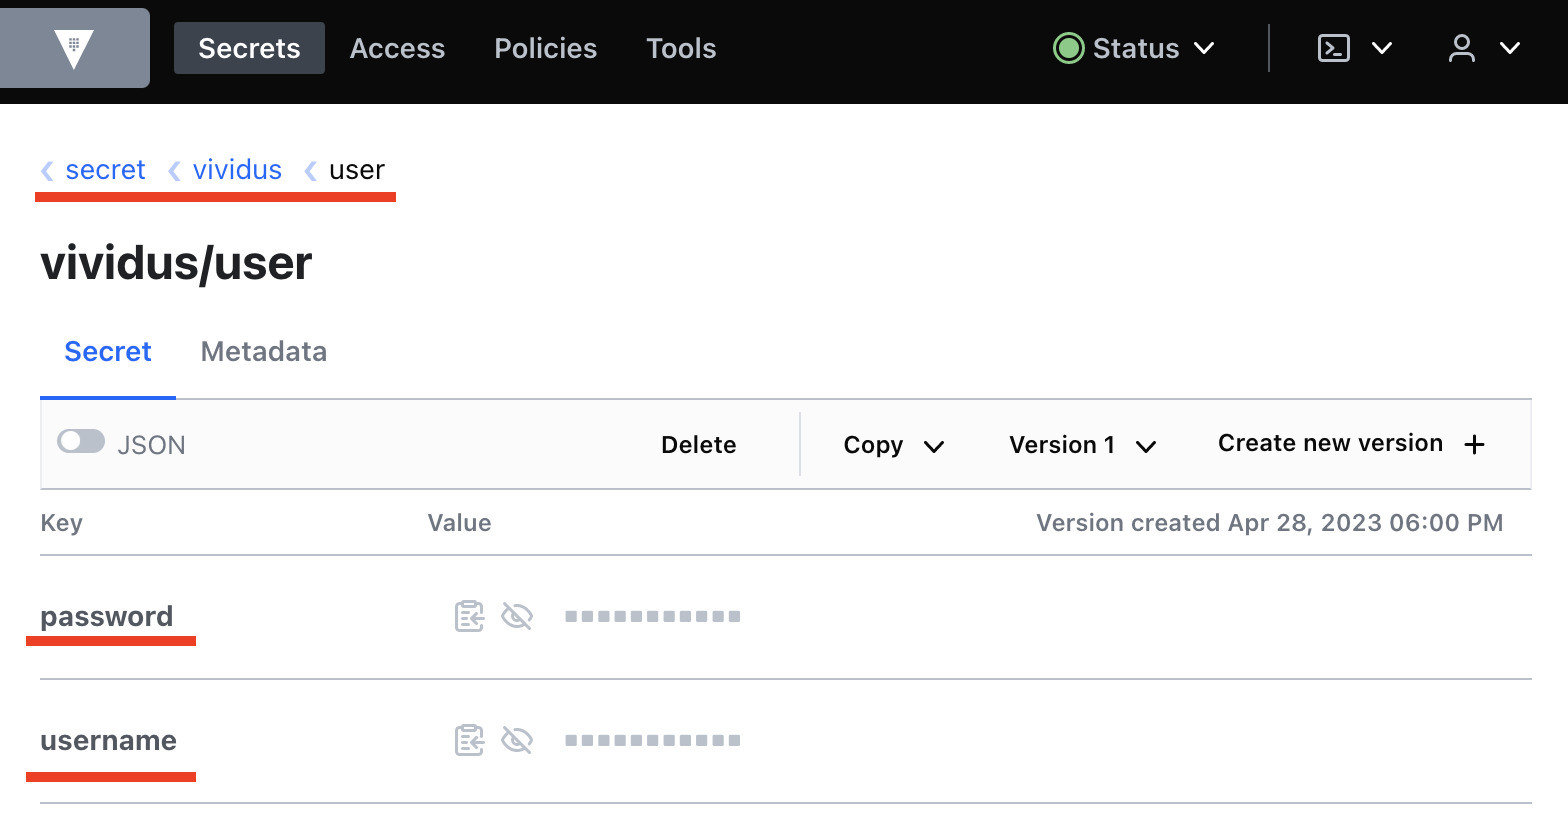 Secrets Access Policies Tools Status
secret vividus user
vividus/user
Secret Metadata
JSON Delete Copy Version 1 Create new version +
Key Value Version created Apr 28, 2023 06:00 PM
password
username